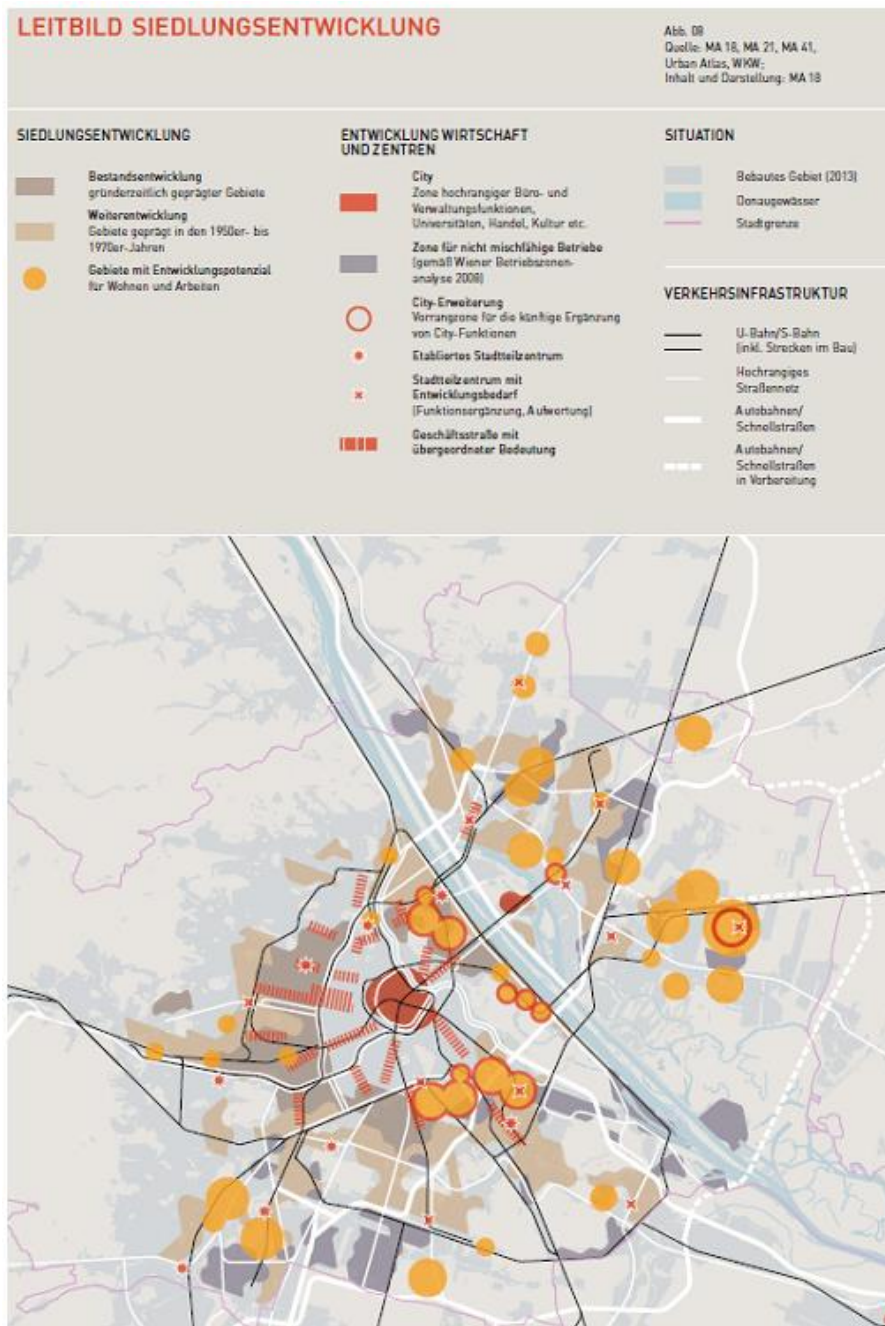 LEITBILD SIEDLUNGSENTWICKLUNG
Abb. 08
Quelle: MA 18, MA 21, MA 41,
Urban Atlas, WKW;
Inhalt und Darstellung: MA 18
SIEDLUNGSENTWICKLUNG
Bestandsentwicklung
gründerzeitlich geprägter Gebiete
Weiterentwicklung
Gebiete geprägt in den 1950er- bis
1970er-Jahren
Gebiete mit Entwicklungspotenzial
für Wohnen und Arbeiten
ENTWICKLUNG WIRTSCHAFT
UND ZENTREN
City
Zone hochrangiger Büro- und
Verwaltungsfunktionen,
Universitäten, Handel, Kultur etc.
Zone für nicht mischfähige Betriebe
(gemäß Wiener Betriebszonen-
analyse 2008)
City-Erweiterung
Vorrangzone für die künftige Ergänzung
von City-Funktionen
Etabliertes Stadtteilzentrum
Stadtteilzentrum mit
Entwicklungsbedarf
(Funktionsergänzung, Aufwertung)
Geschäftsstraße mit
übergeordneter Bedeutung
SITUATION
Bebautes Gebiet (2013)
Donaugewässer
Stadtgrenze
VERKEHRSINFRASTRUKTUR
U-Bahn/S-Bahn
(inkl. Strecken im Bau)
Hochrangiges
Straßennetz
Autobahnen/
Schnellstraßen
Autobahnen/
Schnellstraßen
in Vorbereitung